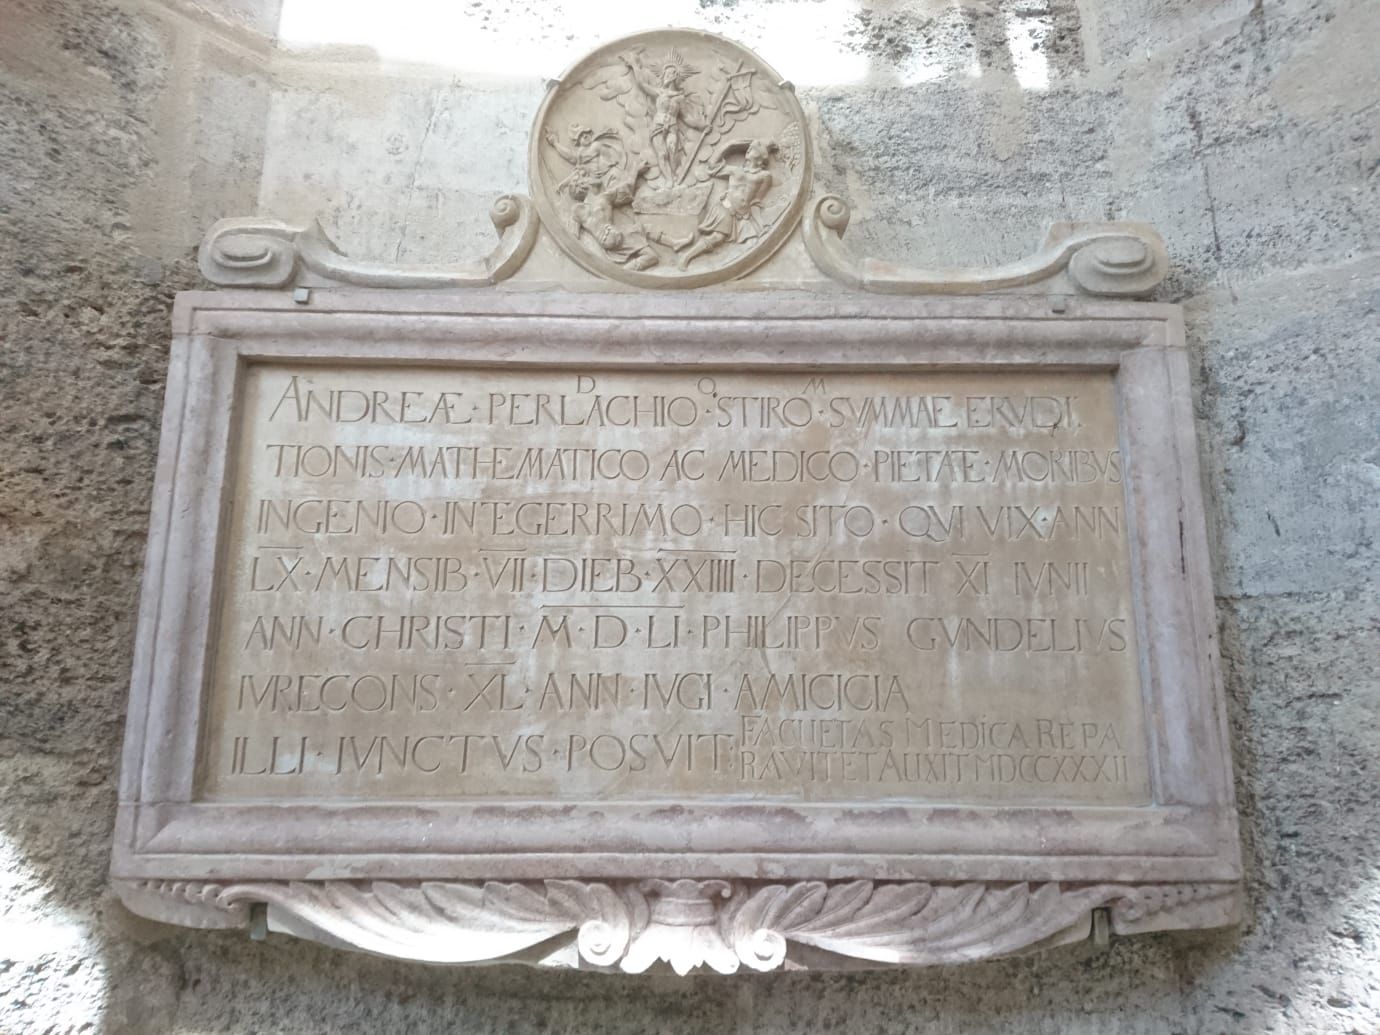 D O M
ANDREÆ·PERLACHIO·STIRO·SVMMAE ERVDI
TIONIS·MATHEMATICO AC MEDICO·PIETATE·MORIBVS
INGENIO·INTEGERRIMO·HIC SITO·QVI VIX·ANN
LX·MENSIB·VII·DIEB·XXIIII·DECESSIT XI IVNII
ANN·CHRISTI·M·D·LI·PHILIPPVS GVNDELIVS
IVRECONS·XL·ANN·IVGI·AMICICIA
ILLI·IVNCTVS·POSVIT·
FACULTAS MEDICA REPA
RAVIT ET AUXIT MDCCXXXII